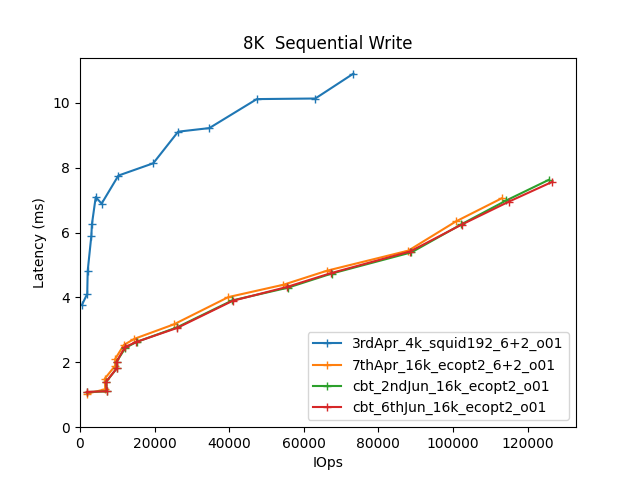 8K  Sequential Write
Latency (ms)
10
8
6
4
2
0
0 20000 40000 60000 80000 100000 120000
IOps
3rdApr_4k_squid192_6+2_o01
7thApr_16k_ecopt2_6+2_o01
cbt_2ndJun_16k_ecopt2_o01
cbt_6thJun_16k_ecopt2_o01